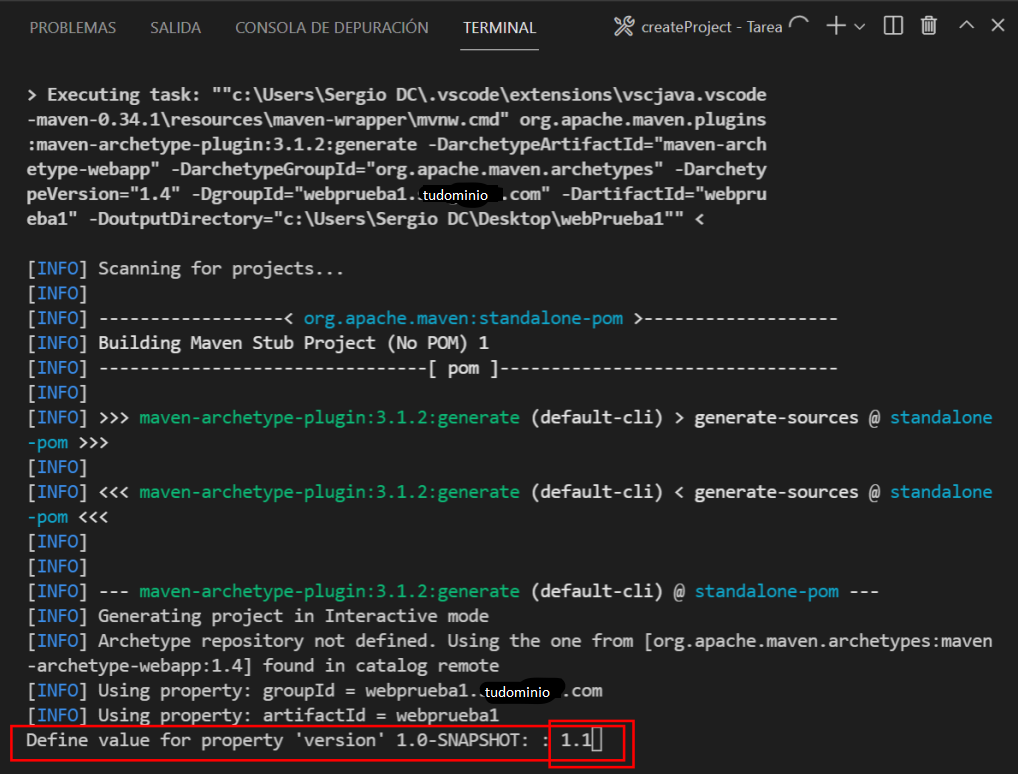 PROBLEMAS SALIDA CONSOLA DE DEPURACIÓN TERMINAL createProject - Tarea
> Executing task: ""c:\Users\Sergio DC\.vscode\extensions\vscjava.vscode
-maven-0.34.1\resources\maven-wrapper\mvnw.cmd" org.apache.maven.plugins
:maven-archetype-plugin:3.1.2:generate -DarchetypeArtifactId="maven-arch
etype-webapp" -DarchetypeGroupId="org.apache.maven.archetypes" -Darchety
peVersion="1.4" -DgroupId="webprueba1.tudominio.com" -DartifactId="webpru
eba1" -DoutputDirectory="c:\Users\Sergio DC\Desktop\webPrueba1"" <
[INFO] Scanning for projects...
[INFO]
[INFO] ------------------< org.apache.maven:standalone-pom >-------------------
[INFO] Building Maven Stub Project (No POM) 1
[INFO] --------------------------------[ pom ]---------------------------------
[INFO]
[INFO] >>> maven-archetype-plugin:3.1.2:generate (default-cli) > generate-sources @ standalone
-pom >>>
[INFO]
[INFO] <<< maven-archetype-plugin:3.1.2:generate (default-cli) < generate-sources @ standalone
-pom <<<
[INFO]
[INFO]
[INFO] --- maven-archetype-plugin:3.1.2:generate (default-cli) @ standalone-pom ---
[INFO] Generating project in Interactive mode
[INFO] Archetype repository not defined. Using the one from [org.apache.maven.archetypes:maven
-archetype-webapp:1.4] found in catalog remote
[INFO] Using property: groupId = webprueba1.tudominio.com
[INFO] Using property: artifactId = webprueba1
Define value for property 'version' 1.0-SNAPSHOT: : 1.1